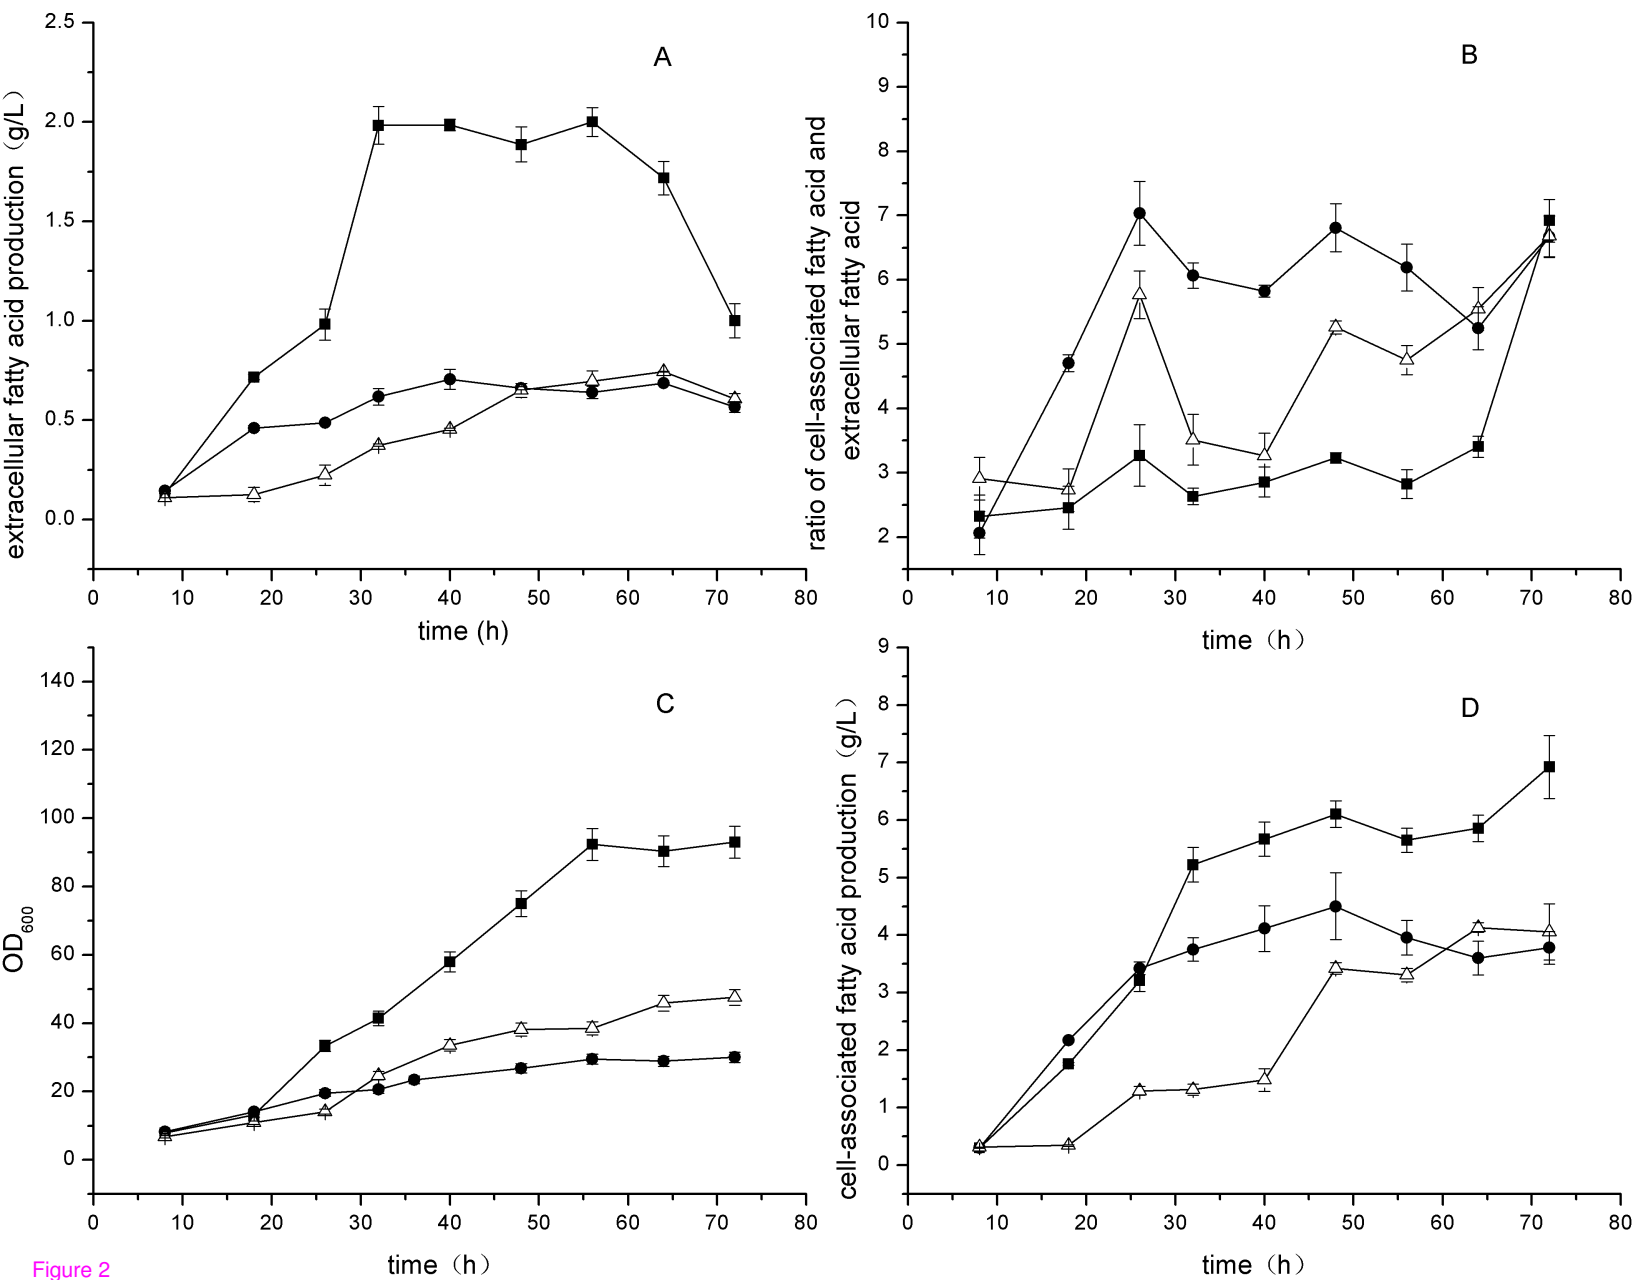 A
extracellular fatty acid production（g/L）
2.5
2.0
1.5
1.0
0.5
0.0
0 10 20 30 40 50 60 70 80
time (h)
B
ratio of cell-associated fatty acid and
extracellular fatty acid
10
9
8
7
6
5
4
3
2
0 10 20 30 40 50 60 70 80
time（h）
C
OD600
140
120
100
80
60
40
20
0
0 10 20 30 40 50 60 70 80
time（h）
D
cell-associated fatty acid production（g/L）
9
8
7
6
5
4
3
2
1
0
0 10 20 30 40 50 60 70 80
time（h）
Figure 2